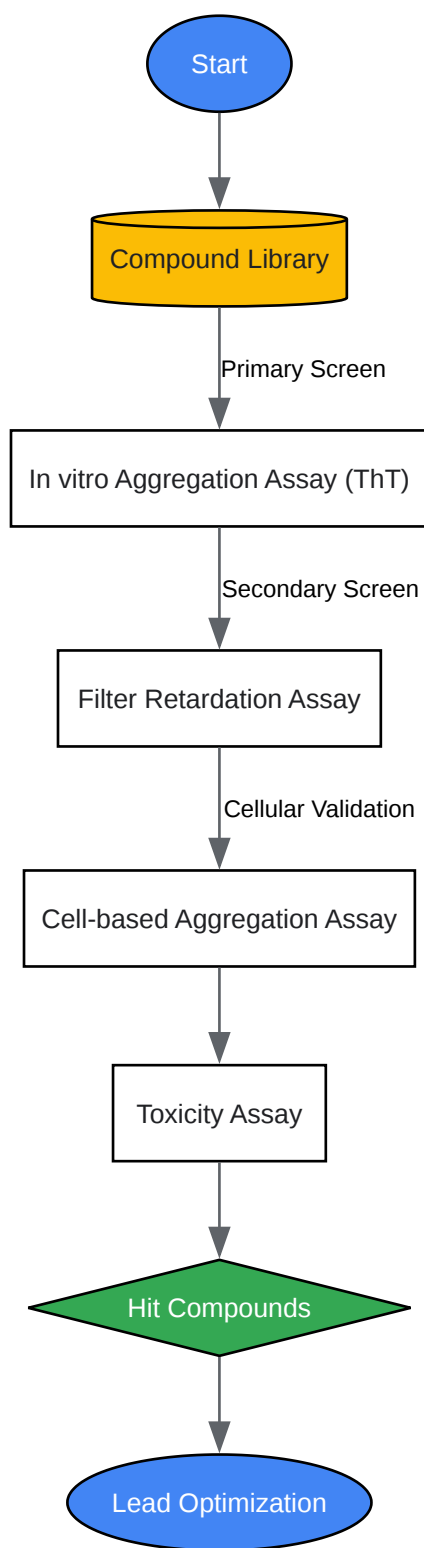 Start
Compound Library
Primary Screen
In vitro Aggregation Assay (ThT)
Secondary Screen
Filter Retardation Assay
Cellular Validation
Cell-based Aggregation Assay
Toxicity Assay
Hit Compounds
Lead Optimization